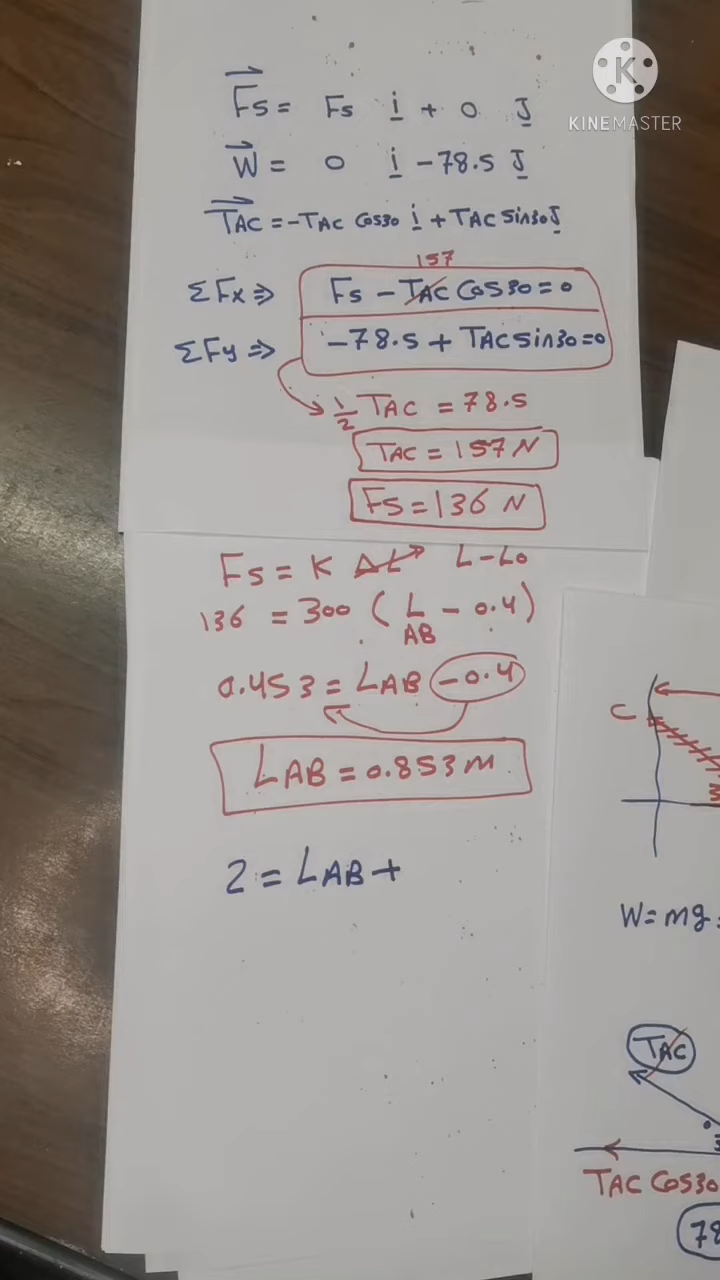 K
KINEMASTER
Fs = Fs i + 0 J
W = 0 i - 78.5 J
TAC = -TAC Cos30 i + TAC Sin30 J
157
ΣFx ⇒ Fs - TAC Cos30 = 0
ΣFy ⇒ -78.5 + TAC sin30 = 0
1/2 TAC = 78.5
TAC = 157 N
Fs = 136 N
Fs = K ΔL L-L0
136 = 300 ( L - 0.4)
AB
0.453 = LAB - 0.4
C
LAB = 0.853 m
2 = LAB +
W = mg =
TAC
TAC Cos30
78